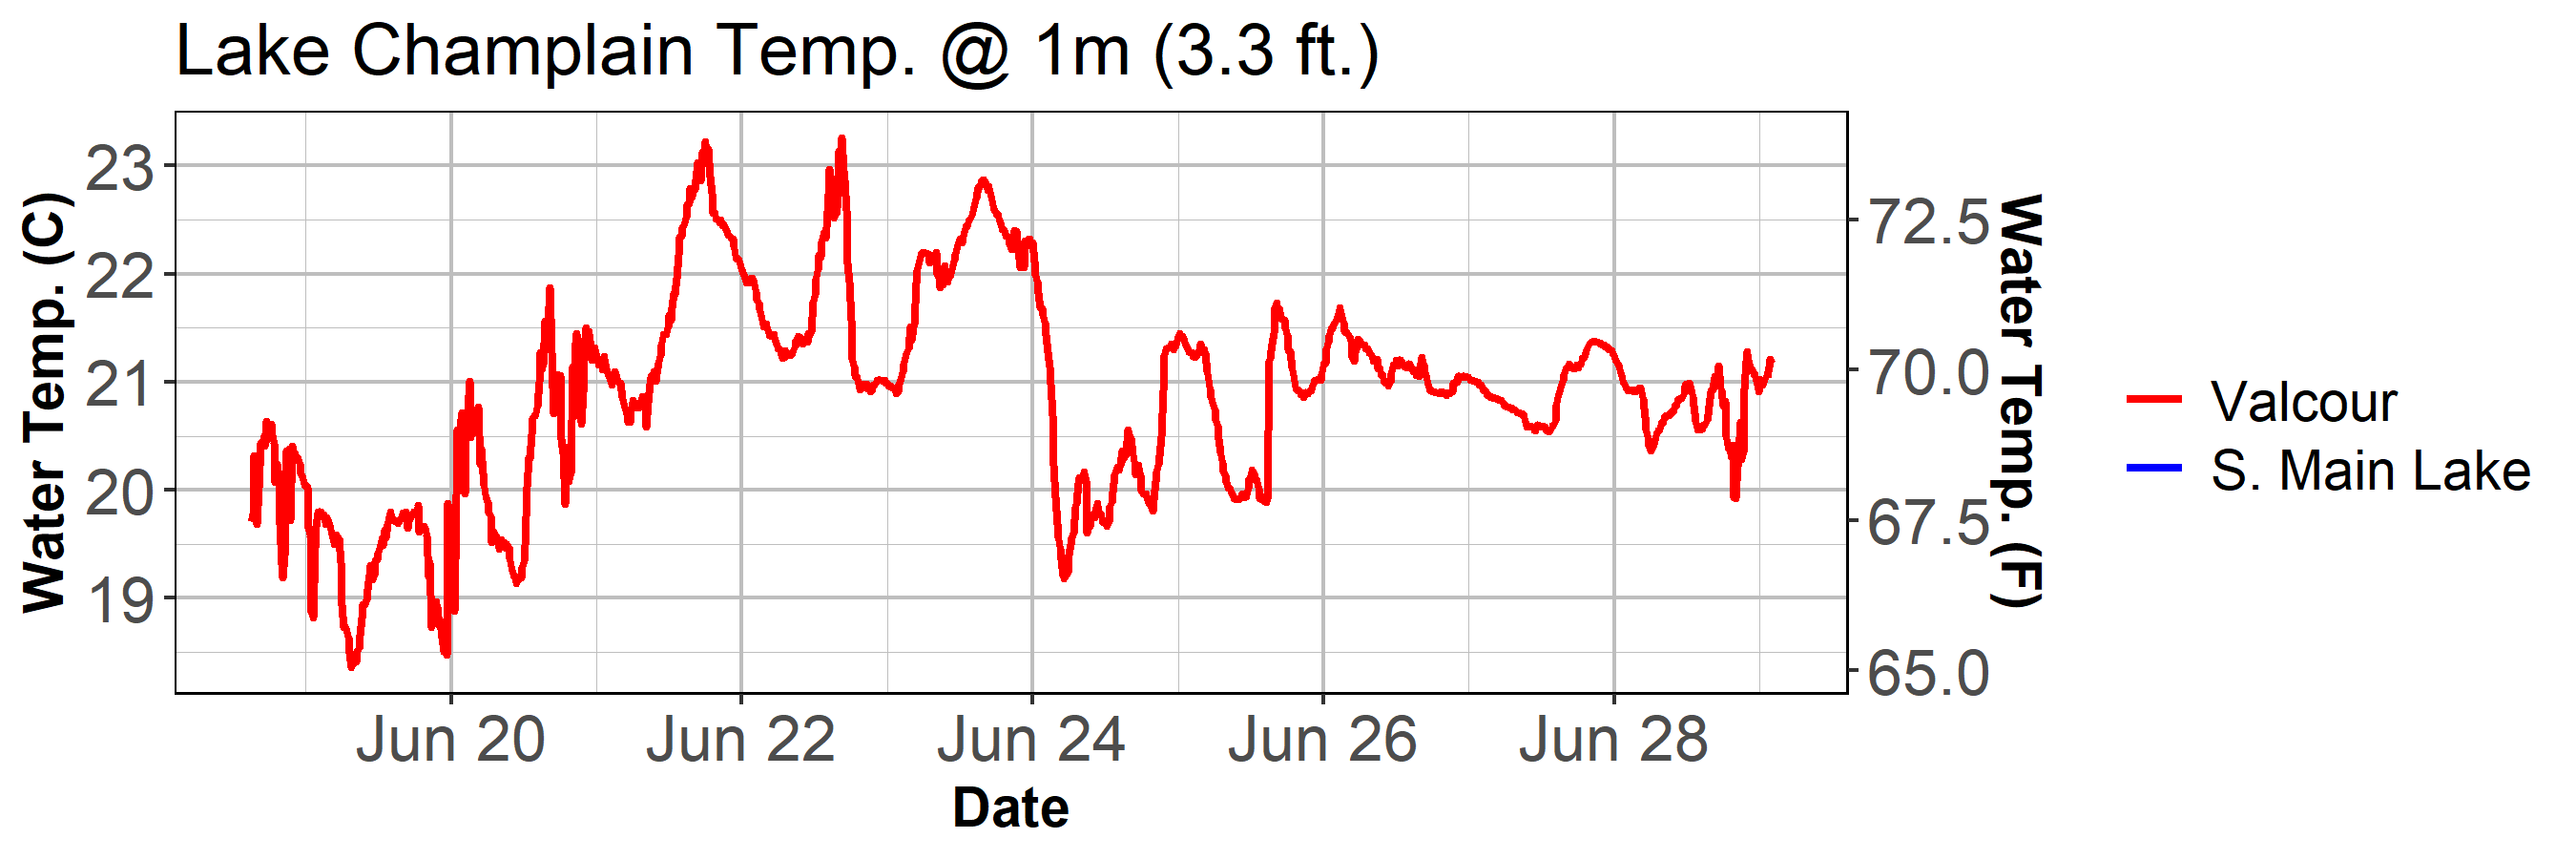 Lake Champlain Temp. @ 1m (3.3 ft.)
Water Temp. (C)
23
22
21
20
19
72.5
70.0
67.5
65.0
Water Temp. (F)
Jun 20
Jun 22
Jun 24
Jun 26
Jun 28
Date
Valcour
S. Main Lake